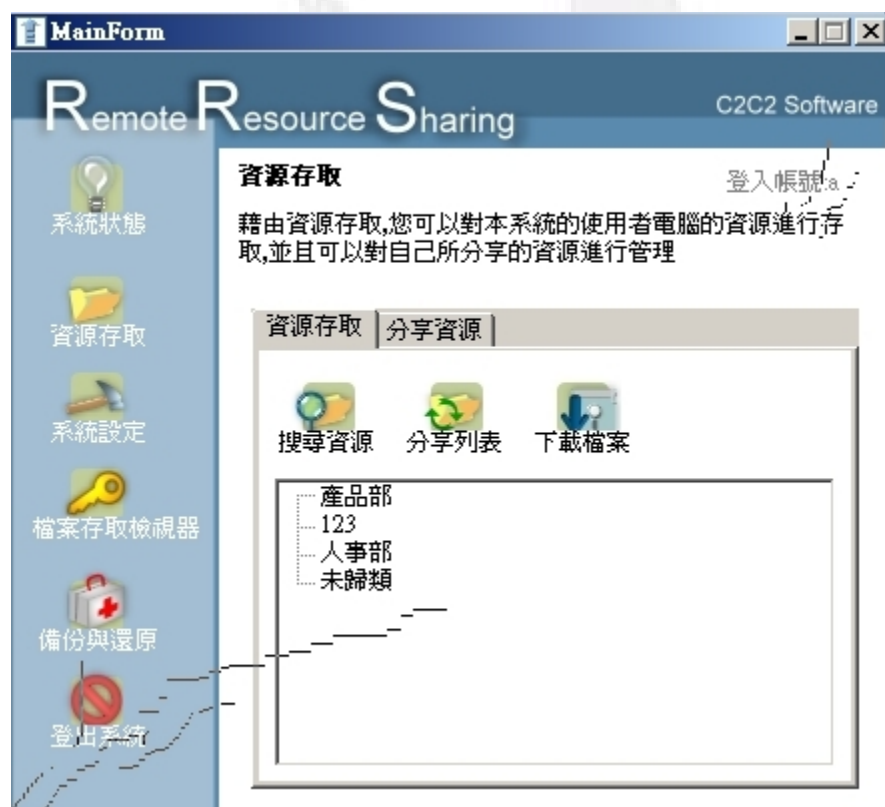 MainForm
Remote Resource Sharing
C2C2 Software
系統狀態
資源存取
系統設定
檔案存取檢視器
備份與還原
登出系統
資源存取
登入帳號:a
藉由資源存取,您可以對本系統的使用者電腦的資源進行存
取,並且可以對自己所分享的資源進行管理
資源存取
分享資源
搜尋資源
分享列表
下載檔案
產品部
123
人事部
未歸類